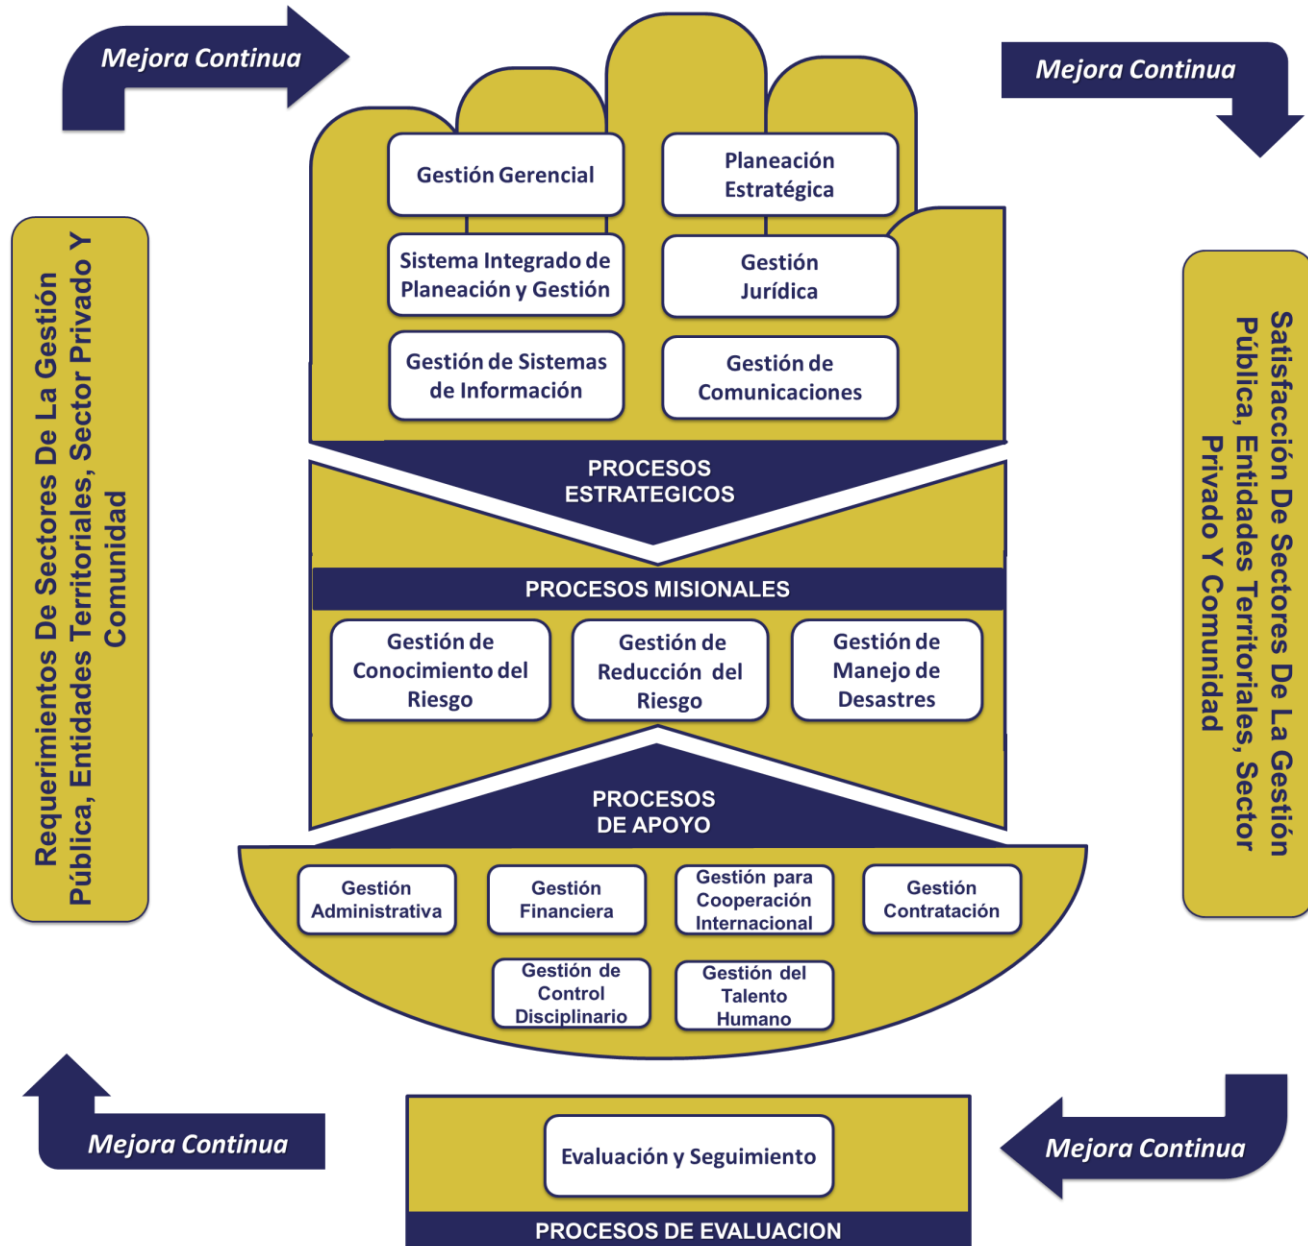 Mejora Continua
Mejora Continua
Gestión Gerencial
Planeación
Estratégica
Sistema Integrado de
Planeación y Gestión
Gestión
Jurídica
Gestión de Sistemas
de Información
Gestión de
Comunicaciones
PROCESOS
ESTRATEGICOS
Requerimientos De Sectores De La Gestión
Pública, Entidades Territoriales, Sector Privado Y
Comunidad
Satisfacción De Sectores De La Gestión
Pública, Entidades Territoriales, Sector
Privado Y Comunidad
PROCESOS MISIONALES
Gestión de
Conocimiento del
Riesgo
Gestión de
Reducción del
Riesgo
Gestión de
Manejo de
Desastres
PROCESOS
DE APOYO
Gestión
Administrativa
Gestión
Financiera
Gestión para
Cooperación
Internacional
Gestión
Contratación
Gestión de
Control
Disciplinario
Gestión del
Talento
Humano
Mejora Continua
Mejora Continua
Evaluación y Seguimiento
PROCESOS DE EVALUACION